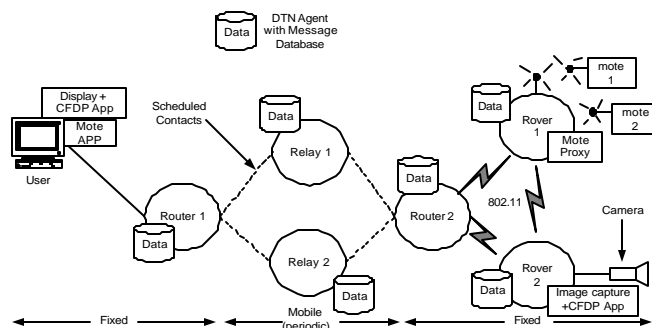 DTN Agent
with Message
Database
Data
mote
1
mote
2
Display +
CFDP App
Mote
APP
User
Scheduled
Contacts
Data
Relay 1
Data
Rover
1
Mote
Proxy
Data
Router 1
Data
Router 2
802.11
Camera
Relay 2
Data
Rover
2
Data
Image capture
+CFDP App
Fixed
Mobile
(periodic)
Fixed